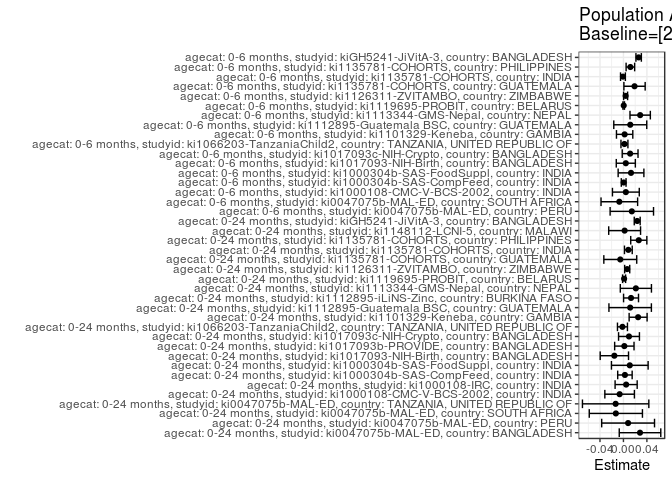 Population
Baseline=[2
agecat: 0-6 months, studyid: kiGH5241-JiVitA-3, country: BANGLADESH
agecat: 0-6 months, studyid: ki1135781-COHORTS, country: PHILIPPINES
agecat: 0-6 months, studyid: ki1135781-COHORTS, country: INDIA
agecat: 0-6 months, studyid: ki1135781-COHORTS, country: GUATEMALA
agecat: 0-6 months, studyid: ki1126311-ZVITAMBO, country: ZIMBABWE
agecat: 0-6 months, studyid: ki1119695-PROBIT, country: BELARUS
agecat: 0-6 months, studyid: ki1113344-GMS-Nepal, country: NEPAL
agecat: 0-6 months, studyid: ki1112895-Guatemala BSC, country: GUATEMALA
agecat: 0-6 months, studyid: ki1101329-Keneba, country: GAMBIA
agecat: 0-6 months, studyid: ki1066203-TanzaniaChild2, country: TANZANIA, UNITED REPUBLIC OF
agecat: 0-6 months, studyid: ki1017093c-NIH-Crypto, country: BANGLADESH
agecat: 0-6 months, studyid: ki1017093-NIH-Birth, country: BANGLADESH
agecat: 0-6 months, studyid: ki1000304b-SAS-FoodSuppl, country: INDIA
agecat: 0-6 months, studyid: ki1000304b-SAS-CompFeed, country: INDIA
agecat: 0-6 months, studyid: ki1000108-CMC-V-BCS-2002, country: INDIA
agecat: 0-6 months, studyid: ki0047075b-MAL-ED, country: SOUTH AFRICA
agecat: 0-6 months, studyid: ki0047075b-MAL-ED, country: PERU
agecat: 0-24 months, studyid: kiGH5241-JiVitA-3, country: BANGLADESH
agecat: 0-24 months, studyid: ki1148112-LCNI-5, country: MALAWI
agecat: 0-24 months, studyid: ki1135781-COHORTS, country: PHILIPPINES
agecat: 0-24 months, studyid: ki1135781-COHORTS, country: INDIA
agecat: 0-24 months, studyid: ki1135781-COHORTS, country: GUATEMALA
agecat: 0-24 months, studyid: ki1126311-ZVITAMBO, country: ZIMBABWE
agecat: 0-24 months, studyid: ki1119695-PROBIT, country: BELARUS
agecat: 0-24 months, studyid: ki1113344-GMS-Nepal, country: NEPAL
agecat: 0-24 months, studyid: ki1112895-iLiNS-Zinc, country: BURKINA FASO
agecat: 0-24 months, studyid: ki1112895-Guatemala BSC, country: GUATEMALA
agecat: 0-24 months, studyid: ki1101329-Keneba, country: GAMBIA
agecat: 0-24 months, studyid: ki1066203-TanzaniaChild2, country: TANZANIA, UNITED REPUBLIC OF
agecat: 0-24 months, studyid: ki1017093c-NIH-Crypto, country: BANGLADESH
agecat: 0-24 months, studyid: ki1017093b-PROVIDE, country: BANGLADESH
agecat: 0-24 months, studyid: ki1017093-NIH-Birth, country: BANGLADESH
agecat: 0-24 months, studyid: ki1000304b-SAS-FoodSuppl, country: INDIA
agecat: 0-24 months, studyid: ki1000304b-SAS-CompFeed, country: INDIA
agecat: 0-24 months, studyid: ki1000108-IRC, country: INDIA
agecat: 0-24 months, studyid: ki1000108-CMC-V-BCS-2002, country: INDIA
agecat: 0-24 months, studyid: ki0047075b-MAL-ED, country: TANZANIA, UNITED REPUBLIC OF
agecat: 0-24 months, studyid: ki0047075b-MAL-ED, country: SOUTH AFRICA
agecat: 0-24 months, studyid: ki0047075b-MAL-ED, country: PERU
agecat: 0-24 months, studyid: ki0047075b-MAL-ED, country: BANGLADESH
-0.04 0.00 0.04
Estimate